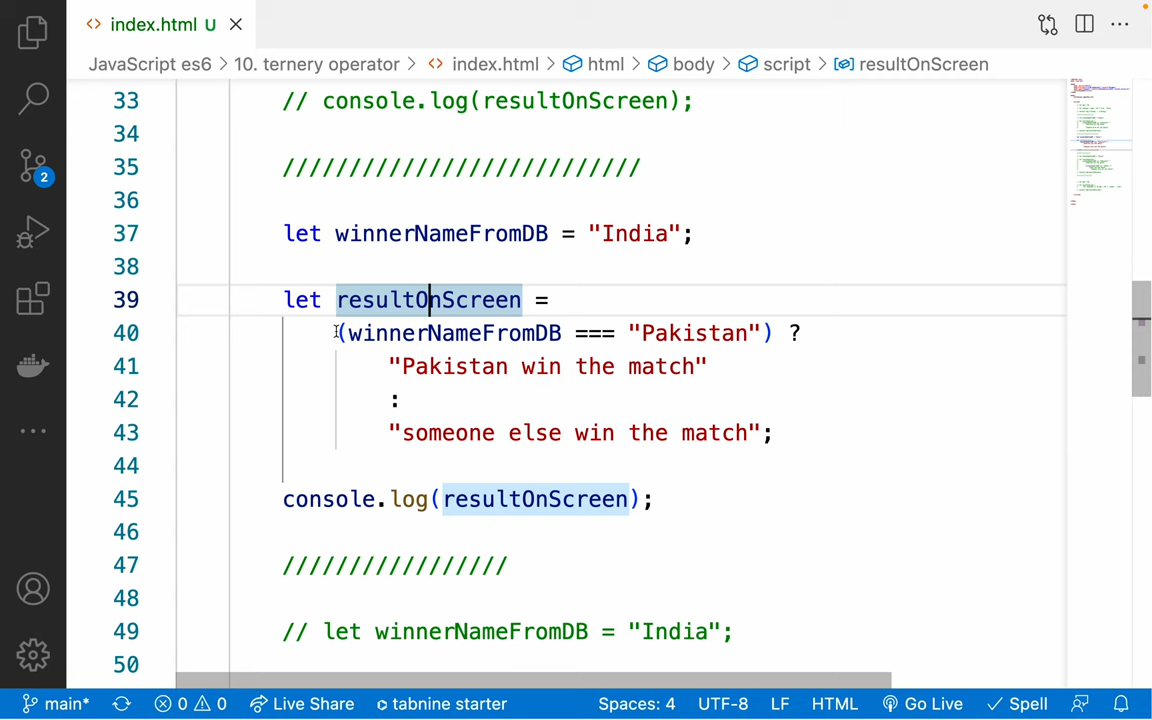 index.html U
JavaScript es6 > 10. ternery operator > index.html > html > body > script > resultOnScreen
33 // console.log(resultOnScreen);
34
35 ///////////////////////////
36
37 let winnerNameFromDB = "India";
38
39 let resultOnScreen =
40 (winnerNameFromDB === "Pakistan") ?
41 "Pakistan win the match"
42 :
43 "someone else win the match";
44
45 console.log(resultOnScreen);
46
47 /////////////////
48
49 // let winnerNameFromDB = "India";
50
2
main* 0 0 Live Share tabnine starter Spaces: 4 UTF-8 LF HTML Go Live Spell